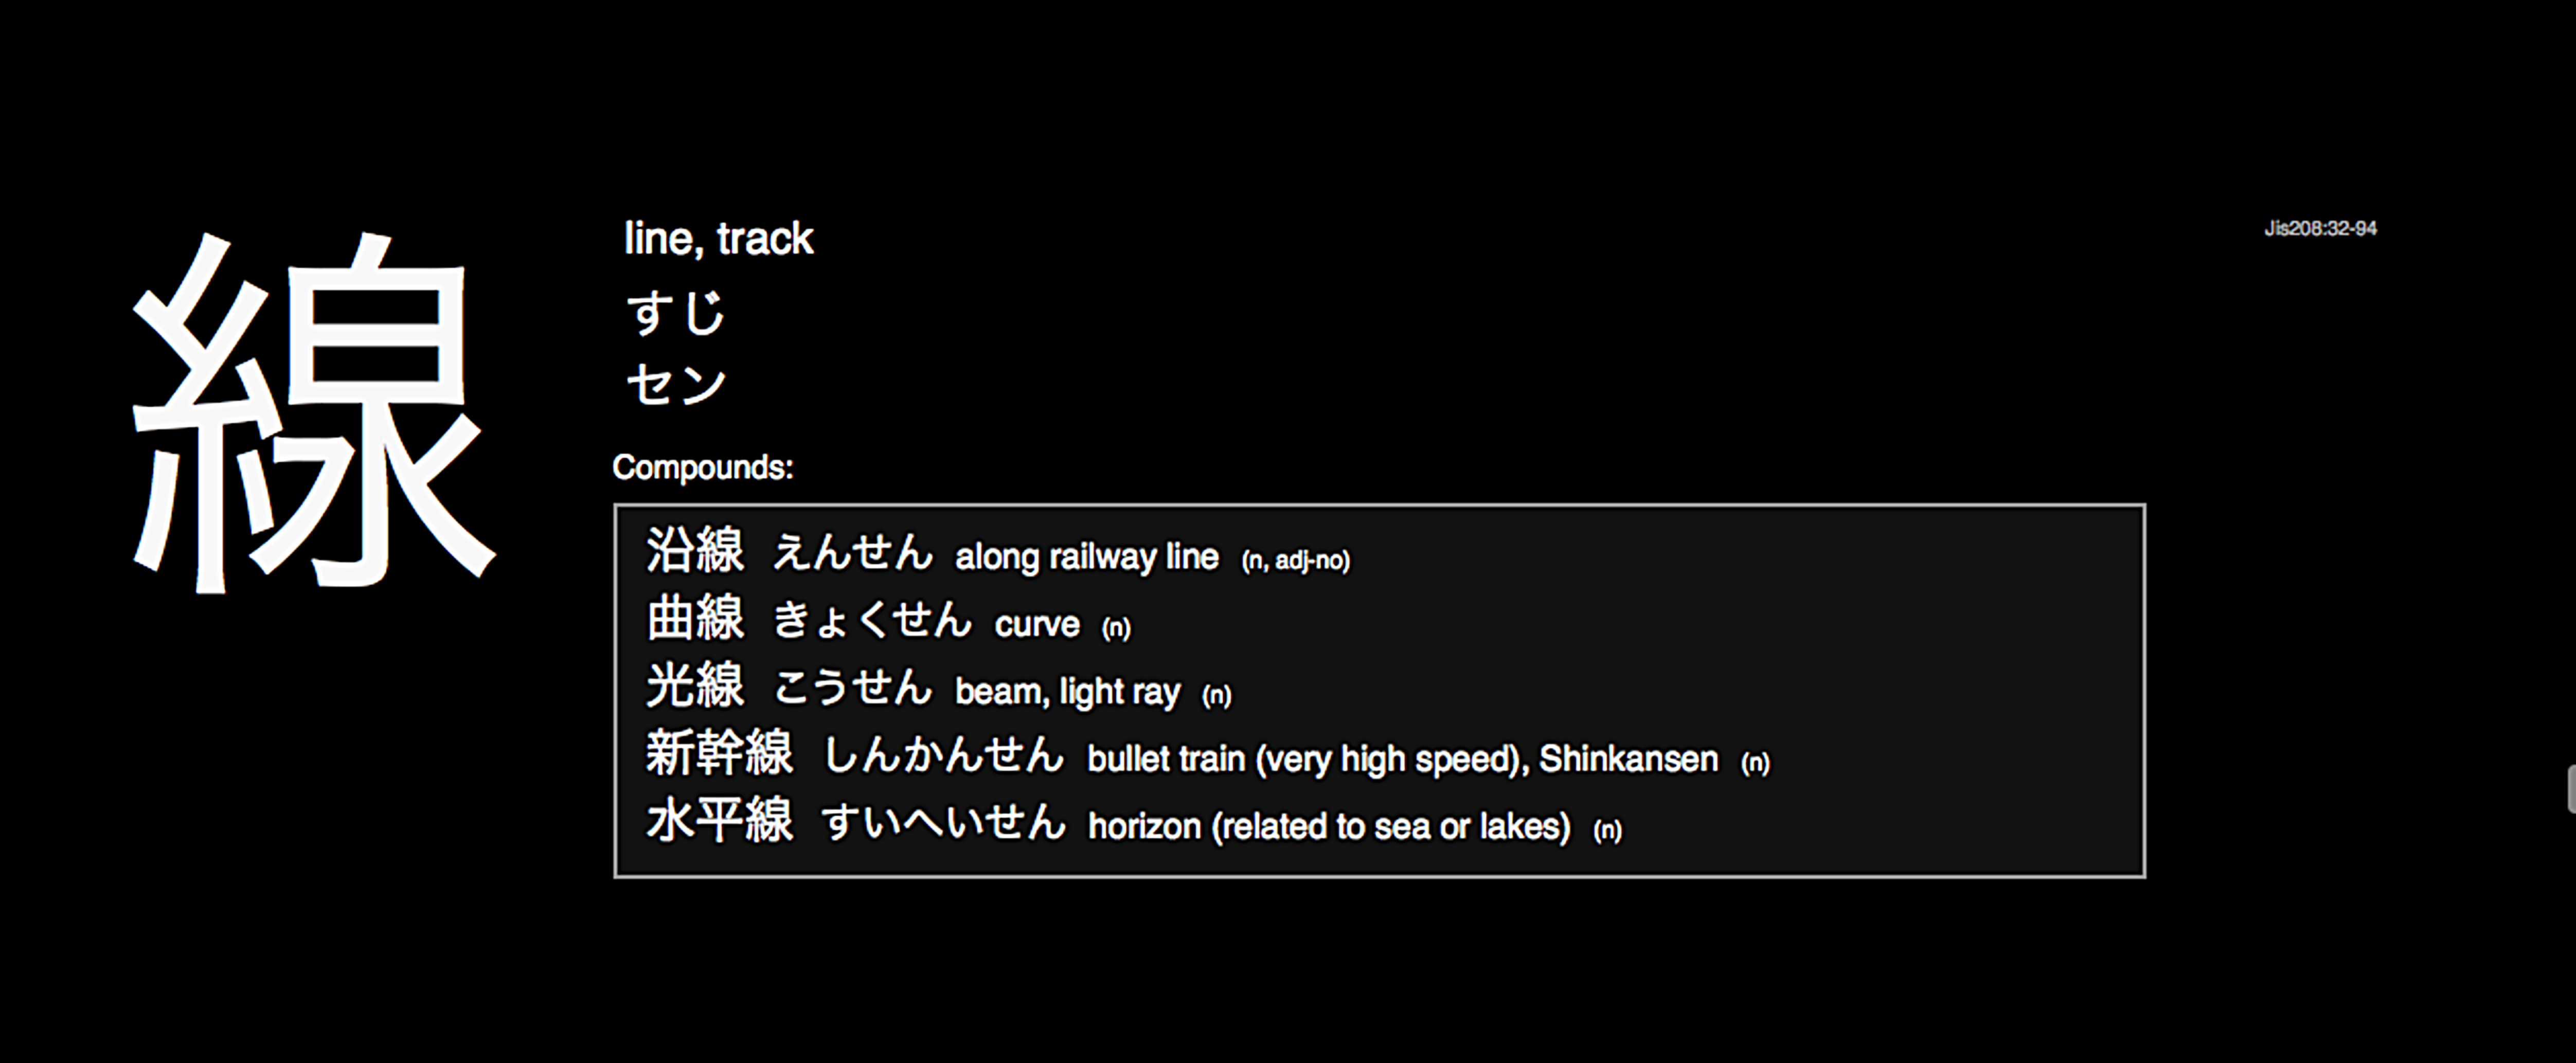 線
line, track
すじ
セン
Jis208:32-94
Compounds:
沿線 えんせん along railway line (n, adj-no)
曲線 きょくせん curve (n)
光線 こうせん beam, light ray (n)
新幹線 しんかんせん bullet train (very high speed), Shinkansen (n)
水平線 すいへいせん horizon (related to sea or lakes) (n)